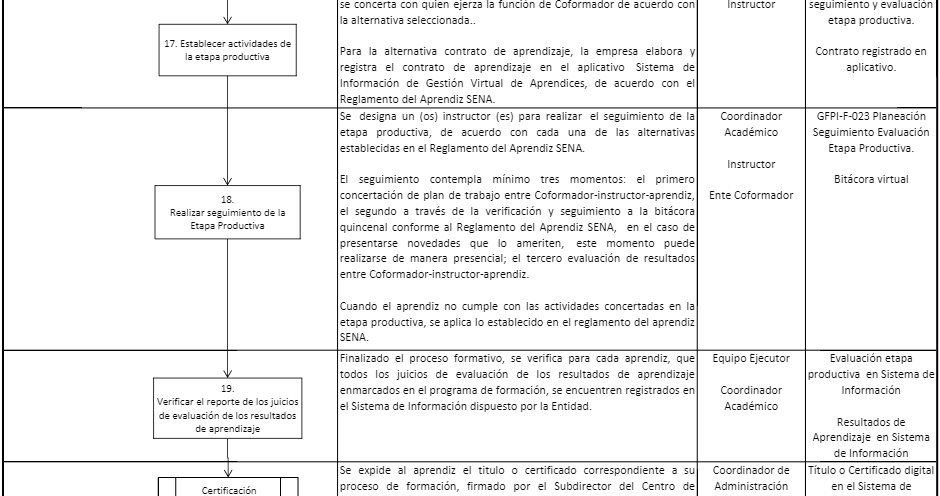 se concerta con quien ejerza la función de Coformador de acuerdo con
la alternativa seleccionada..
Para la alternativa contrato de aprendizaje, la empresa elabora y
registra el contrato de aprendizaje en el aplicativo Sistema de
Información de Gestión Virtual de Aprendices, de acuerdo con el
Reglamento del Aprendiz SENA.
Instructor
seguimiento y evaluación
etapa productiva.
Contrato registrado en
aplicativo.
17. Establecer actividades de
la etapa productiva
18.
Realizar seguimiento de la
Etapa Productiva
Se designa un (os) instructor (es) para realizar el seguimiento de la
etapa productiva, de acuerdo con cada una de las alternativas
establecidas en el Reglamento del Aprendiz SENA.
El seguimiento contempla mínimo tres momentos: el primero
concertación de plan de trabajo entre Coformador-instructor-aprendiz,
el segundo a través de la verificación y seguimiento a la bitácora
quincenal conforme al Reglamento del Aprendiz SENA, en el caso de
presentarse novedades que lo ameriten, este momento puede
realizarse de manera presencial; el tercero evaluación de resultados
entre Coformador-instructor-aprendiz.
Cuando el aprendiz no cumple con las actividades concertadas en la
etapa productiva, se aplica lo establecido en el reglamento del aprendiz
SENA.
Coordinador
Académico
Instructor
Ente Coformador
GFPI-F-023 Planeación
Seguimiento Evaluación
Etapa Productiva.
Bitácora virtual
19.
Verificar el reporte de los juicios
de evaluación de los resultados
de aprendizaje
Finalizado el proceso formativo, se verifica para cada aprendiz, que
todos los juicios de evaluación de los resultados de aprendizaje
enmarcados en el programa de formación, se encuentren registrados en
el Sistema de Información dispuesto por la Entidad.
Equipo Ejecutor
Coordinador
Académico
Evaluación etapa
productiva en Sistema de
Información
Resultados de
Aprendizaje en Sistema
de Información
Certificación
Se expide al aprendiz el titulo o certificado correspondiente a su
proceso de formación, firmado por el Subdirector del Centro de
Coordinador de
Administración
Título o Certificado digital
en el Sistema de